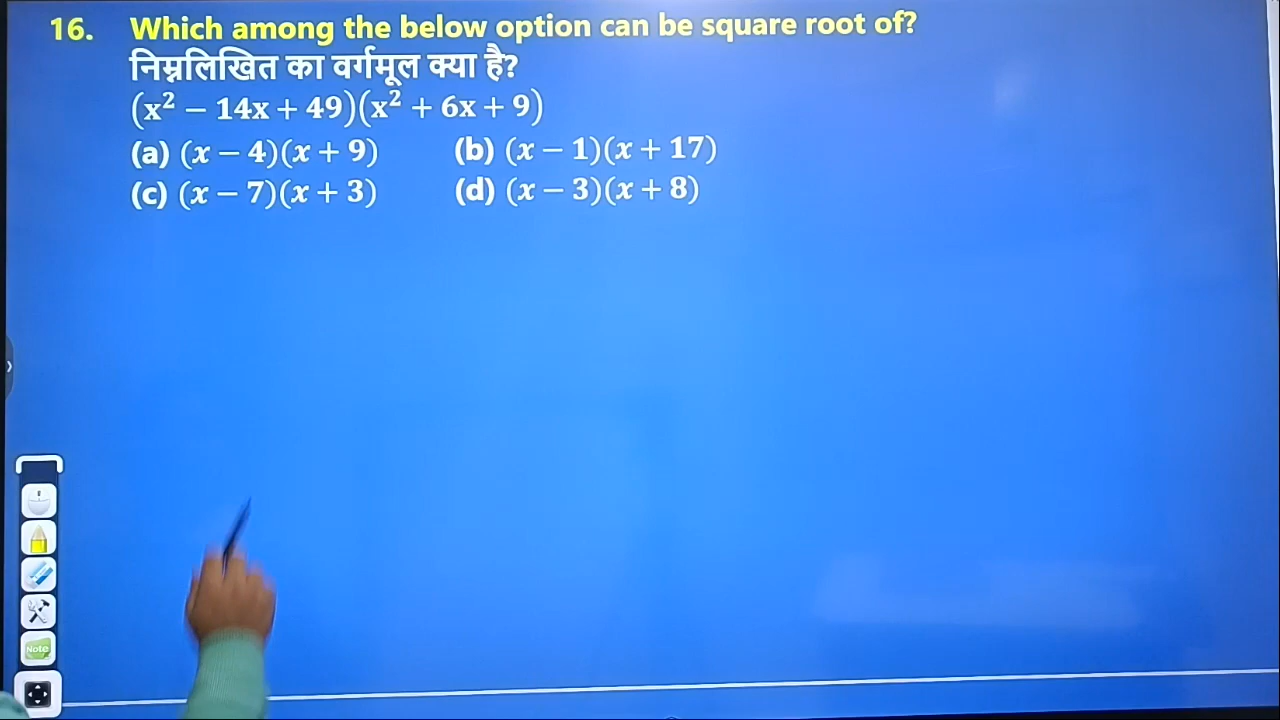 16. Which among the below option can be square root of?
निम्नलिखित का वर्गमूल क्या है?
(x² − 14x + 49)(x² + 6x + 9)
(a) (x − 4)(x + 9) (b) (x − 1)(x + 17)
(c) (x − 7)(x + 3) (d) (x − 3)(x + 8)
Note